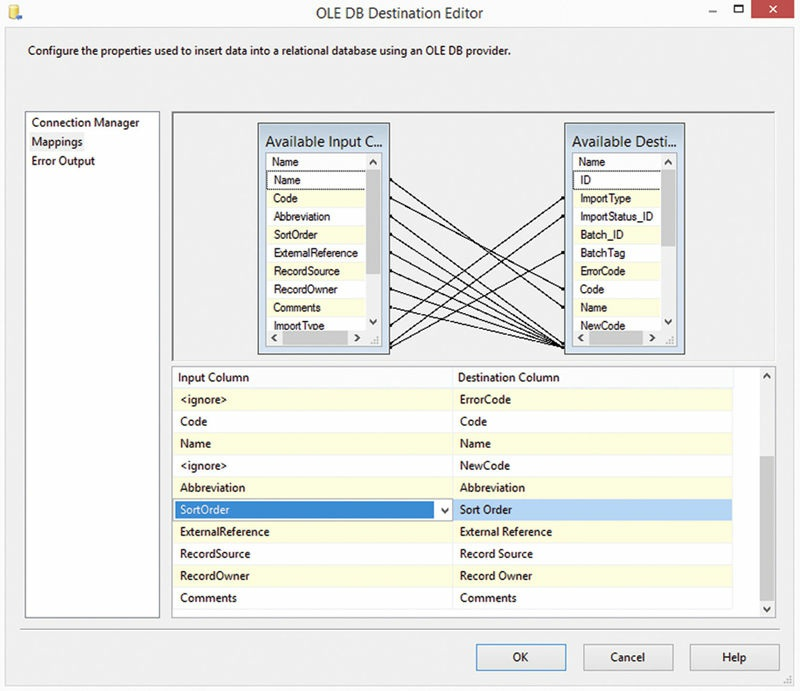 OLE DB Destination Editor
Configure the properties used to insert data into a relational database using an OLE DB provider.
Connection Manager
Mappings
Error Output
Available Input C...
Name
Name
Code
Abbreviation
SortOrder
ExternalReference
RecordSource
RecordOwner
Comments
ImportType
Available Desti...
Name
ID
ImportType
ImportStatus_ID
Batch_ID
BatchTag
ErrorCode
Code
Name
NewCode
Input Column Destination Column
<ignore> ErrorCode
Code Code
Name Name
<ignore> NewCode
Abbreviation Abbreviation
SortOrder Sort Order
ExternalReference External Reference
RecordSource Record Source
RecordOwner Record Owner
Comments Comments
OK Cancel Help